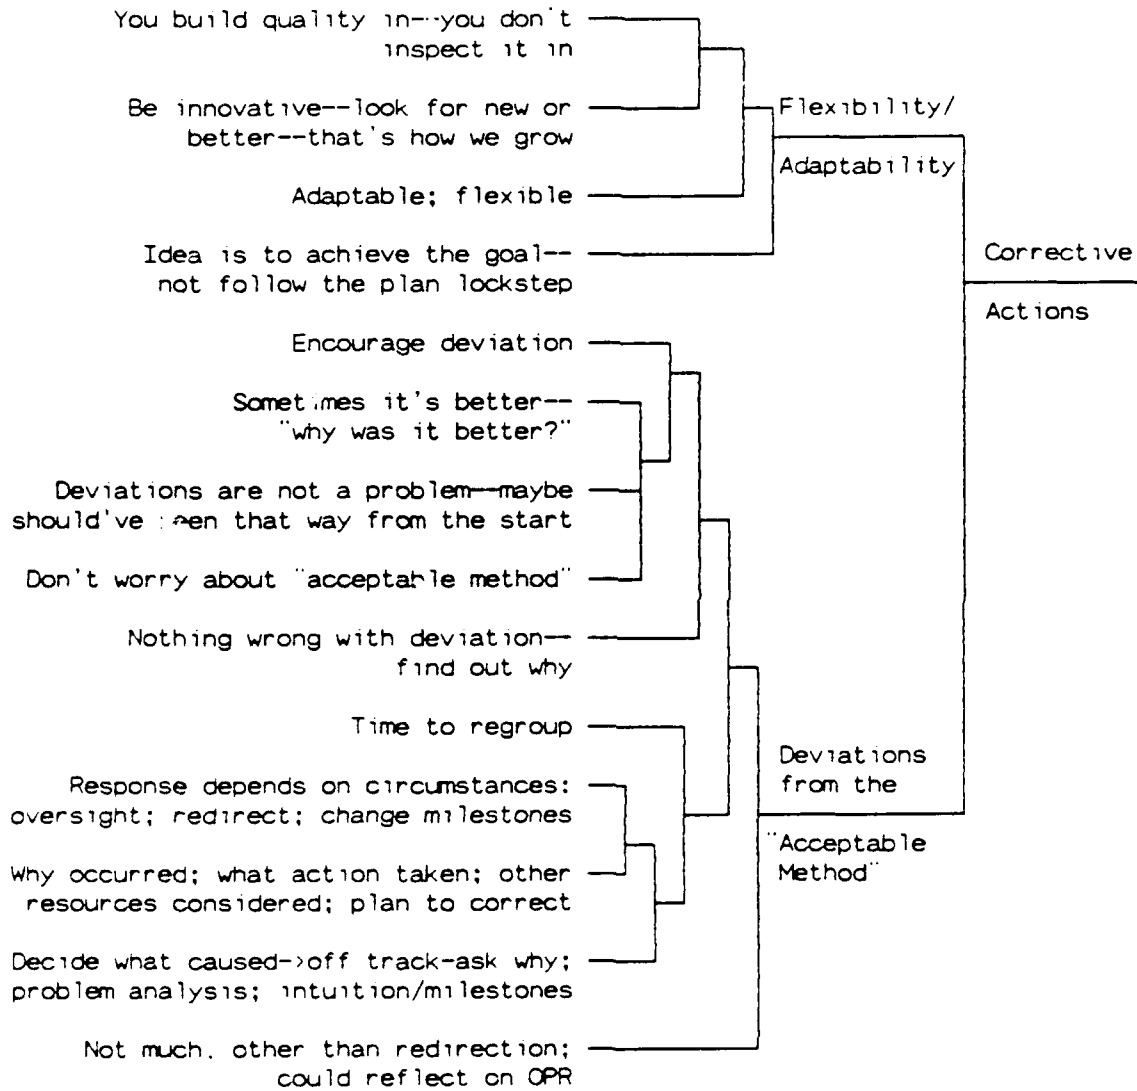 You build quality in--you don't
inspect it in
Be innovative--look for new or
better--that's how we grow
Flexibility/
Adaptability
Adaptable; flexible
Idea is to achieve the goal--
not follow the plan lockstep
Corrective
Actions
Encourage deviation
Sometimes it's better--
"why was it better?"
Deviations are not a problem--maybe
should've been that way from the start
Don't worry about "acceptable method"
Nothing wrong with deviation--
find out why
Time to regroup
Response depends on circumstances:
oversight; redirect; change milestones
Deviations
from the
"Acceptable
Method"
Why occurred; what action taken; other
resources considered; plan to correct
Decide what caused->off track-ask why;
problem analysis; intuition/milestones
Not much. other than redirection;
could reflect on OPR